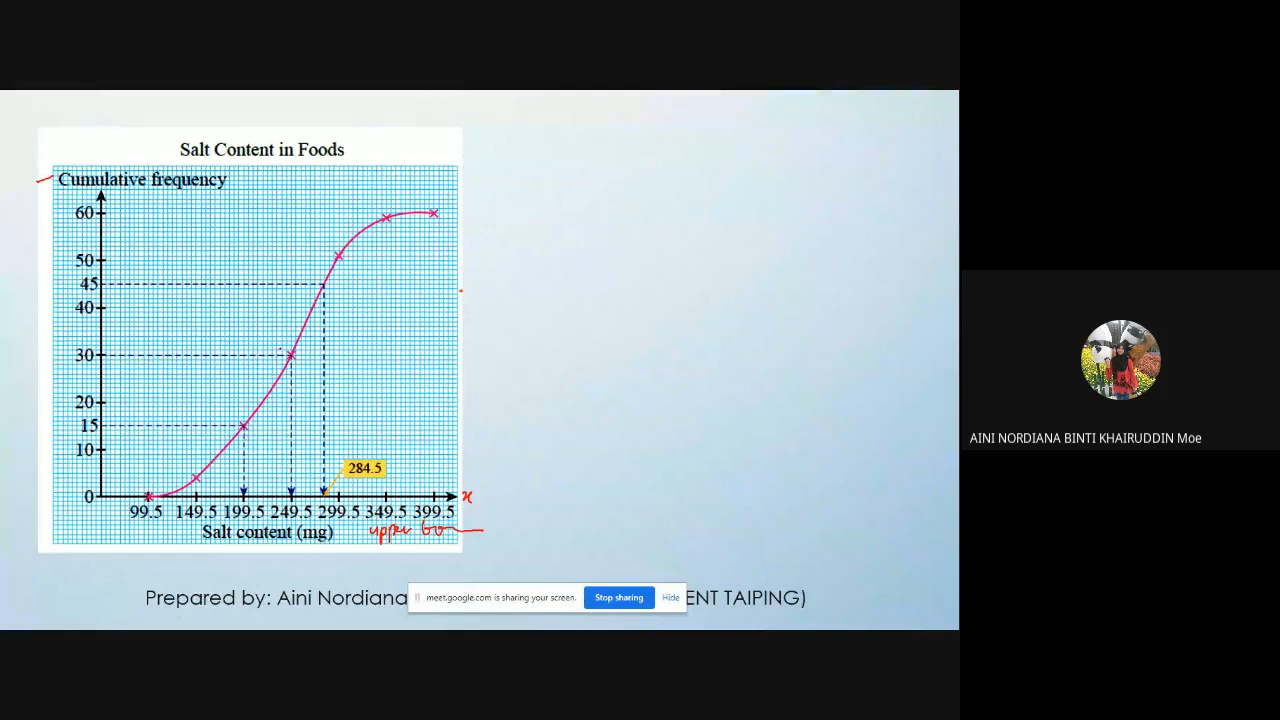 Salt Content in Foods
Cumulative frequency
60
50
45
40
30
20
15
10
0
284.5
x
99.5 149.5 199.5 249.5 299.5 349.5 399.5
Salt content (mg)
upper bo
AINI NORDIANA BINTI KHAIRUDDIN Moe
Prepared by: Aini Nordiana ENT TAIPING)
meet.google.com is sharing your screen. Stop sharing Hide